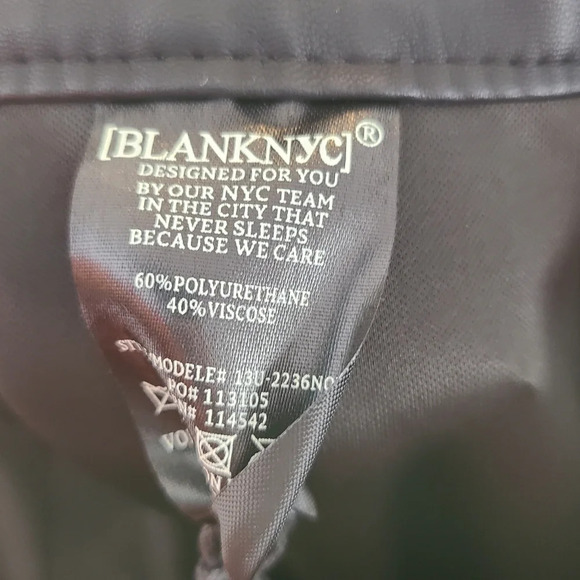 [BLANKNYC]®
DESIGNED FOR YOU
BY OUR NYC TEAM
IN THE CITY THAT
NEVER SLEEPS
BECAUSE WE CARE
60%POLYURETHANE
40%VISCOSE
MODELE# 13U-2236NO
PO# 113105
# 114542